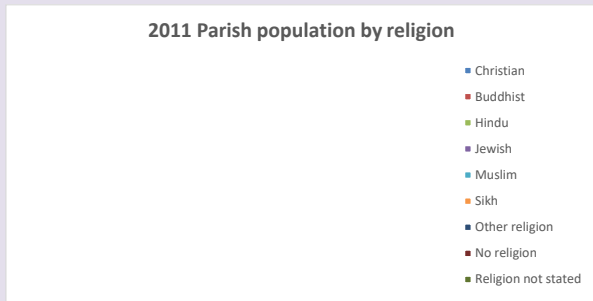 2011 Parish population by religion
Christian
Buddhist
Hindu
Jewish
Muslim
Sikh
Other religion
No religion
Religion not stated